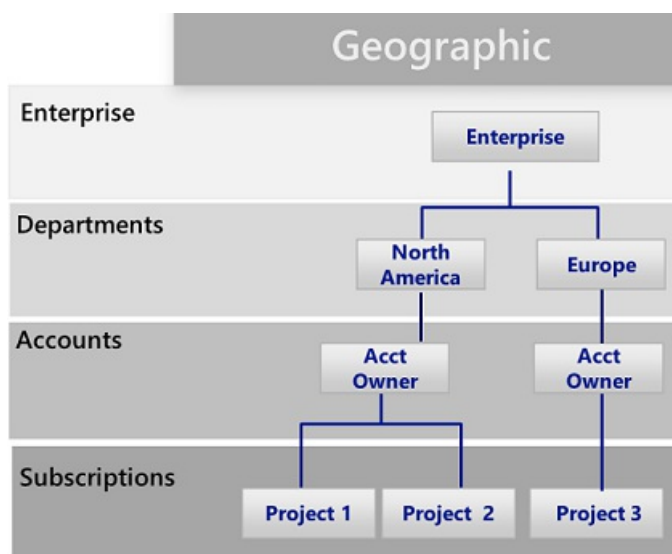 Geographic
Enterprise
Enterprise
Departments
North
America
Europe
Accounts
Acct
Owner
Acct
Owner
Subscriptions
Project 1
Project 2
Project 3